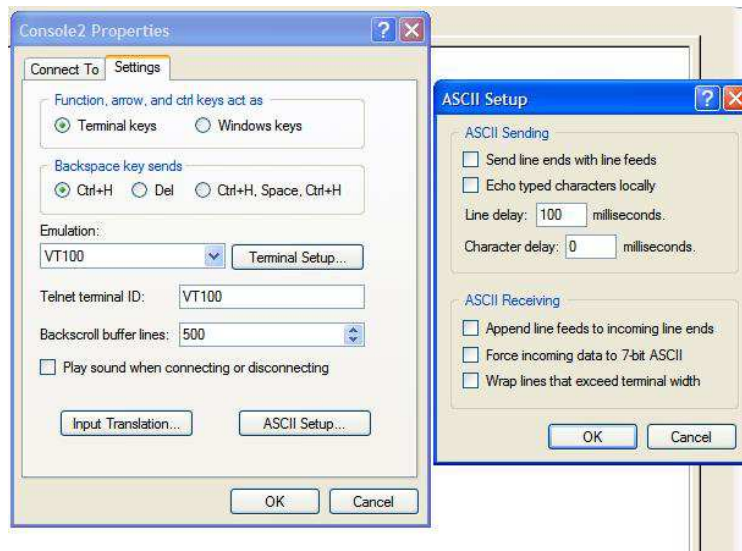 Console2 Properties
Connect To Settings
Function, arrow, and ctrl keys act as
Terminal keys Windows keys
Backspace key sends
Ctrl+H Del Ctrl+H, Space, Ctrl+H
Emulation:
VT100 Terminal Setup...
Telnet terminal ID: VT100
Backscroll buffer lines: 500
Play sound when connecting or disconnecting
Input Translation... ASCII Setup...
OK Cancel
ASCII Setup
ASCII Sending
Send line ends with line feeds
Echo typed characters locally
Line delay: 100 milliseconds.
Character delay: 0 milliseconds.
ASCII Receiving
Append line feeds to incoming line ends
Force incoming data to 7-bit ASCII
Wrap lines that exceed terminal width
OK Cancel